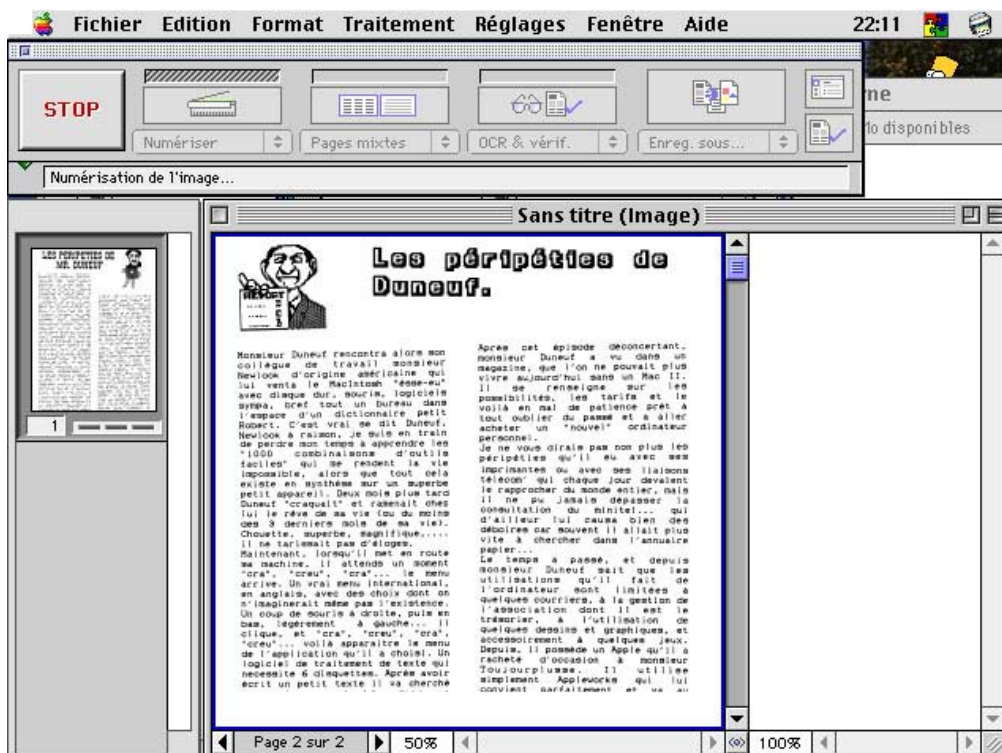 Fichier Edition Format Traitement Réglages Fenêtre Aide 22:11
STOP
Numériser
Pages mixtes
OCR & vérif.
Enreg. sous...
Numérisation de l'image...
rne
Mo disponibles
Sans titre (Image)
LES PERIPETIES DE
MR. DUNEUF
1
REPORT
Les péripéties de
Duneuf.
Monsieur Duneuf rencontra alors mon
collègue de travail monsieur
Newlook d'origine américaine qui
lui venta le MacIntosh "ésse-eu"
avec disque dur, souris, logiciels
sympa, bref tout un bureau dans
l'espace d'un dictionnaire petit
Robert. C'est vrai se dit Duneuf,
Newlook à raison, je suis en train
de perdre mon temps à apprendre les
"1000 combinaisons d'outils
faciles" qui me rendent la vie
impossible, alors que tout cela
existe en synthèse sur un superbe
petit appareil. Deux mois plus tard
Duneuf "craquait" et ramenait chez
lui le rêve de sa vie (ou du moins
des 3 derniers mois de sa vie).
Chouette, superbe, magnifique,....
il ne tarissait pas d'éloges.
Maintenant, lorsqu'il met en route
sa machine, il attends un moment
"cra", "creu", "cra"... le menu
arrive. Un vrai menu international,
en anglais, avec des choix dont on
n'imaginerait même pas l'existence.
Un coup de souris à droite, puis en
bas, légèrement à gauche... il
clique, et "cra", "creu", "cra",
"creu"... voilà apparaitre le menu
de l'application qu'il a choisi. Un
logiciel de traitement de texte qui
necessite 6 disquettes. Après avoir
écrit un petit texte il va cherché
Apres cet épisode déconcertant,
monsieur Duneuf a vu dans un
magazine, que l'on ne pouvait plus
vivre aujourd'hui sans un Mac II.
Il se renseigne sur les
possibilités, les tarifs et le
voilà en mal de patience prêt à
tout oublier du passé et à aller
acheter un "nouvel" ordinateur
personnel.
Je ne vous dirais pas non plus les
péripéties qu'il eu avec ses
imprimantes ou avec ses liaisons
télécom' qui chaque jour devaient
le rapprocher du monde entier, mais
il ne pu jamais dépasser la
consultation du minitel... qui
d'ailleur lui causa bien des
déboires car souvent il allait plus
vite à chercher dans l'annuaire
papier...
Le temps a passé, et depuis
monsieur Duneuf sait que les
utilisations qu'il fait de
l'ordinateur sont limitées à
quelques courriers, à la gestion de
l'association dont il est le
trésorier, à l'utilisation de
quelques dessins et graphiques, et
accessoirement à quelques jeux.
Depuis, il possède un Apple qu'il a
racheté d'occasion à monsieur
Toujourplusse. Il utilise
simplement Appleworks qui lui
convient parfaitement et va au
Page 2 sur 2 50% 100%